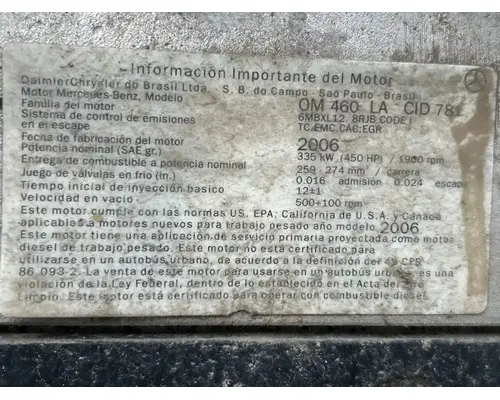 Información Importante del Motor
DaimlerChrysler do Brasil Ltda. S. B. do Campo - Sao Paulo - Brasil
Motor Mercedes-Benz, Modelo OM 460 LA - CID 781
Familia del motor 6MBXL12. 8RJB CODE I
Sistema de control de emisiones TC,EMC,CAC;EGR
en el escape
Fecha de fabricación del motor 2006
Potencia nominal (SAE gr.) 335 kW (450 HP) / 1900 rpm
Entrega de combustible a potencia nominal 259 - 274 mm / carrera
Juego de válvulas en frio (in.) 0.016 admisión 0.024 escape
Tiempo inicial de inyección basico 12±1
Velocidad en vacio 500+100 rpm
Este motor cumple con las normas US. EPA; California de U.S.A. y Canada
aplicables a motores nuevos para trabajo pesado año modelo 2006
Este motor aplicación de servicio primaria proyectada como motor
diesel de trabajo pesado. Este motor no está certificado para
utilizarse en un autobús urbano, de acuerdo a la definición del 40 CFR
86.093-2. La venta de este motor para usarse en un autobús urbano es una
violación de la Ley Federal, dentro de lo establecido en el Acta del Aire
Limpio. Este motor está certificado para operar con combustible diesel